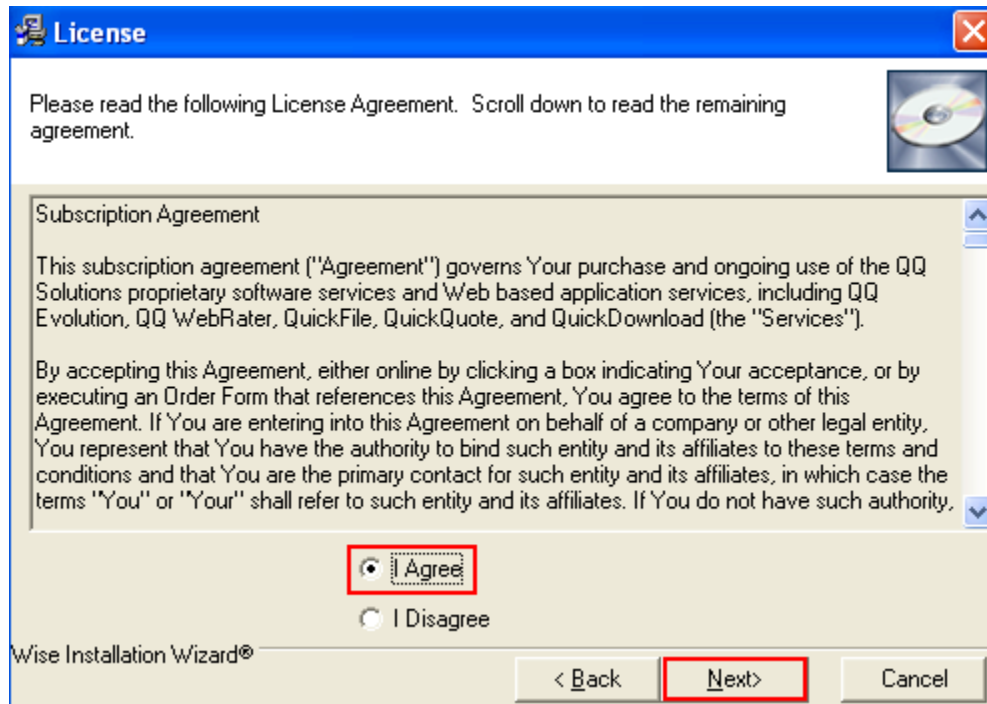 License
Please read the following License Agreement.  Scroll down to read the remaining
agreement.
Subscription Agreement
This subscription agreement ("Agreement") governs Your purchase and ongoing use of the QQ
Solutions proprietary software services and Web based application services, including QQ
Evolution, QQ WebRater, QuickFile, QuickQuote, and QuickDownload (the "Services").
By accepting this Agreement, either online by clicking a box indicating Your acceptance, or by
executing an Order Form that references this Agreement, You agree to the terms of this
Agreement. If You are entering into this Agreement on behalf of a company or other legal entity,
You represent that You have the authority to bind such entity and its affiliates to these terms and
conditions and that You are the primary contact for such entity and its affiliates, in which case the
terms "You" or "Your" shall refer to such entity and its affiliates. If You do not have such authority,
I Agree
I Disagree
Wise Installation Wizard®
< Back
Next>
Cancel